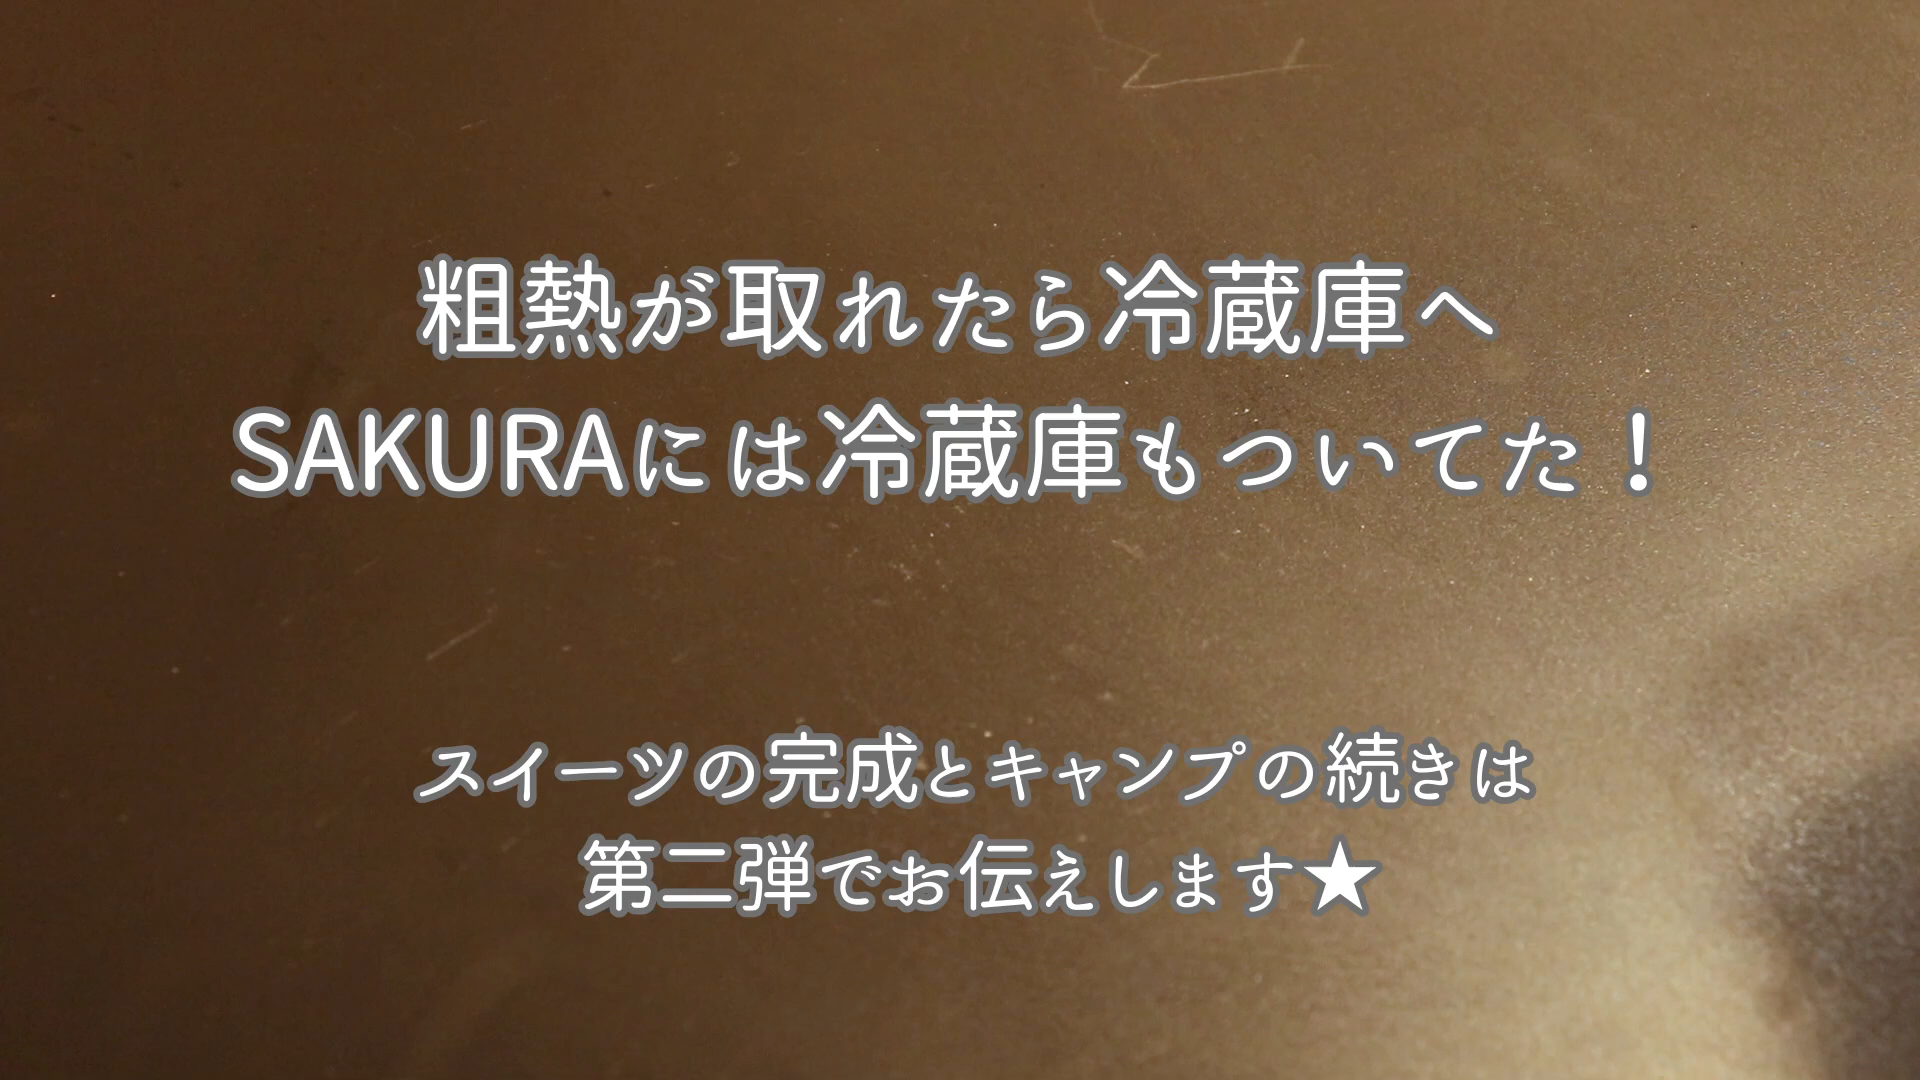 粗熱が取れたら冷蔵庫へ
SAKURAには冷蔵庫もついてた！
スイーツの完成とキャンプの続きは
第二弾でお伝えします★